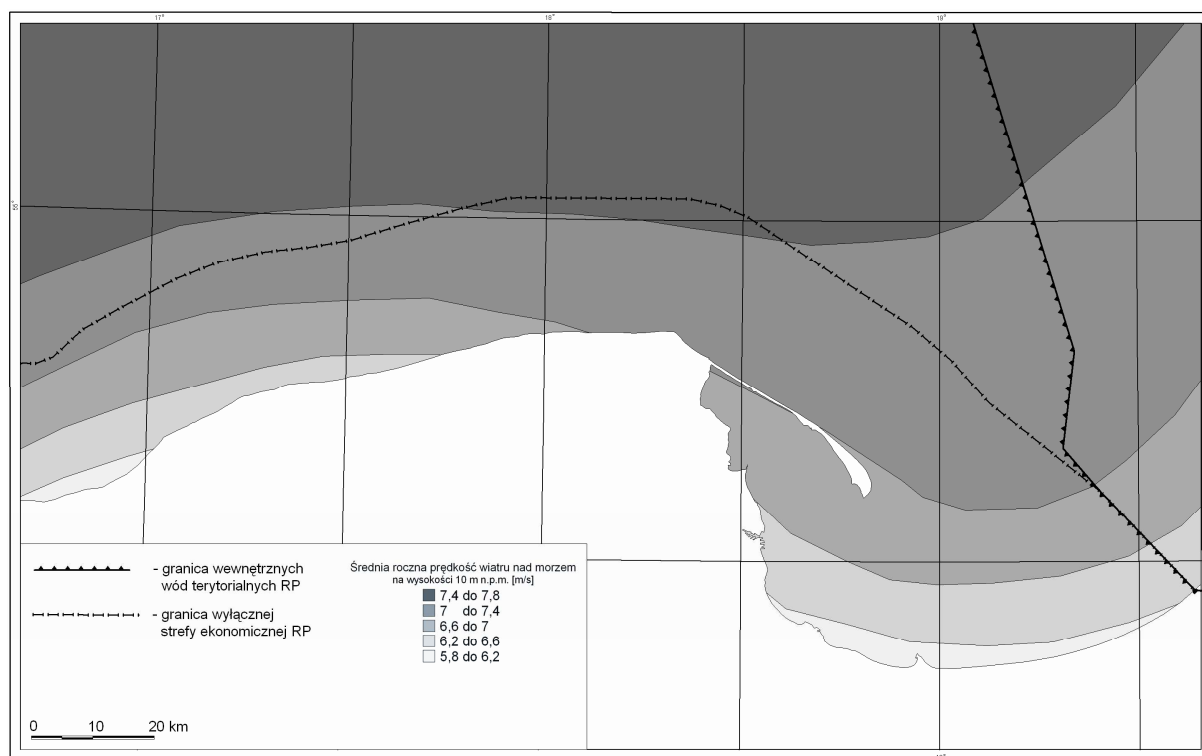 17°
18°
19°
55°
- granica wewnętrznych
wód terytorialnych RP
- granica wyłącznej
strefy ekonomicznej RP
Średnia roczna prędkość wiatru nad morzem
na wysokości 10 m n.p.m. [m/s]
7,4 do 7,8
7 do 7,4
6,6 do 7
6,2 do 6,6
5,8 do 6,2
0 10 20 km